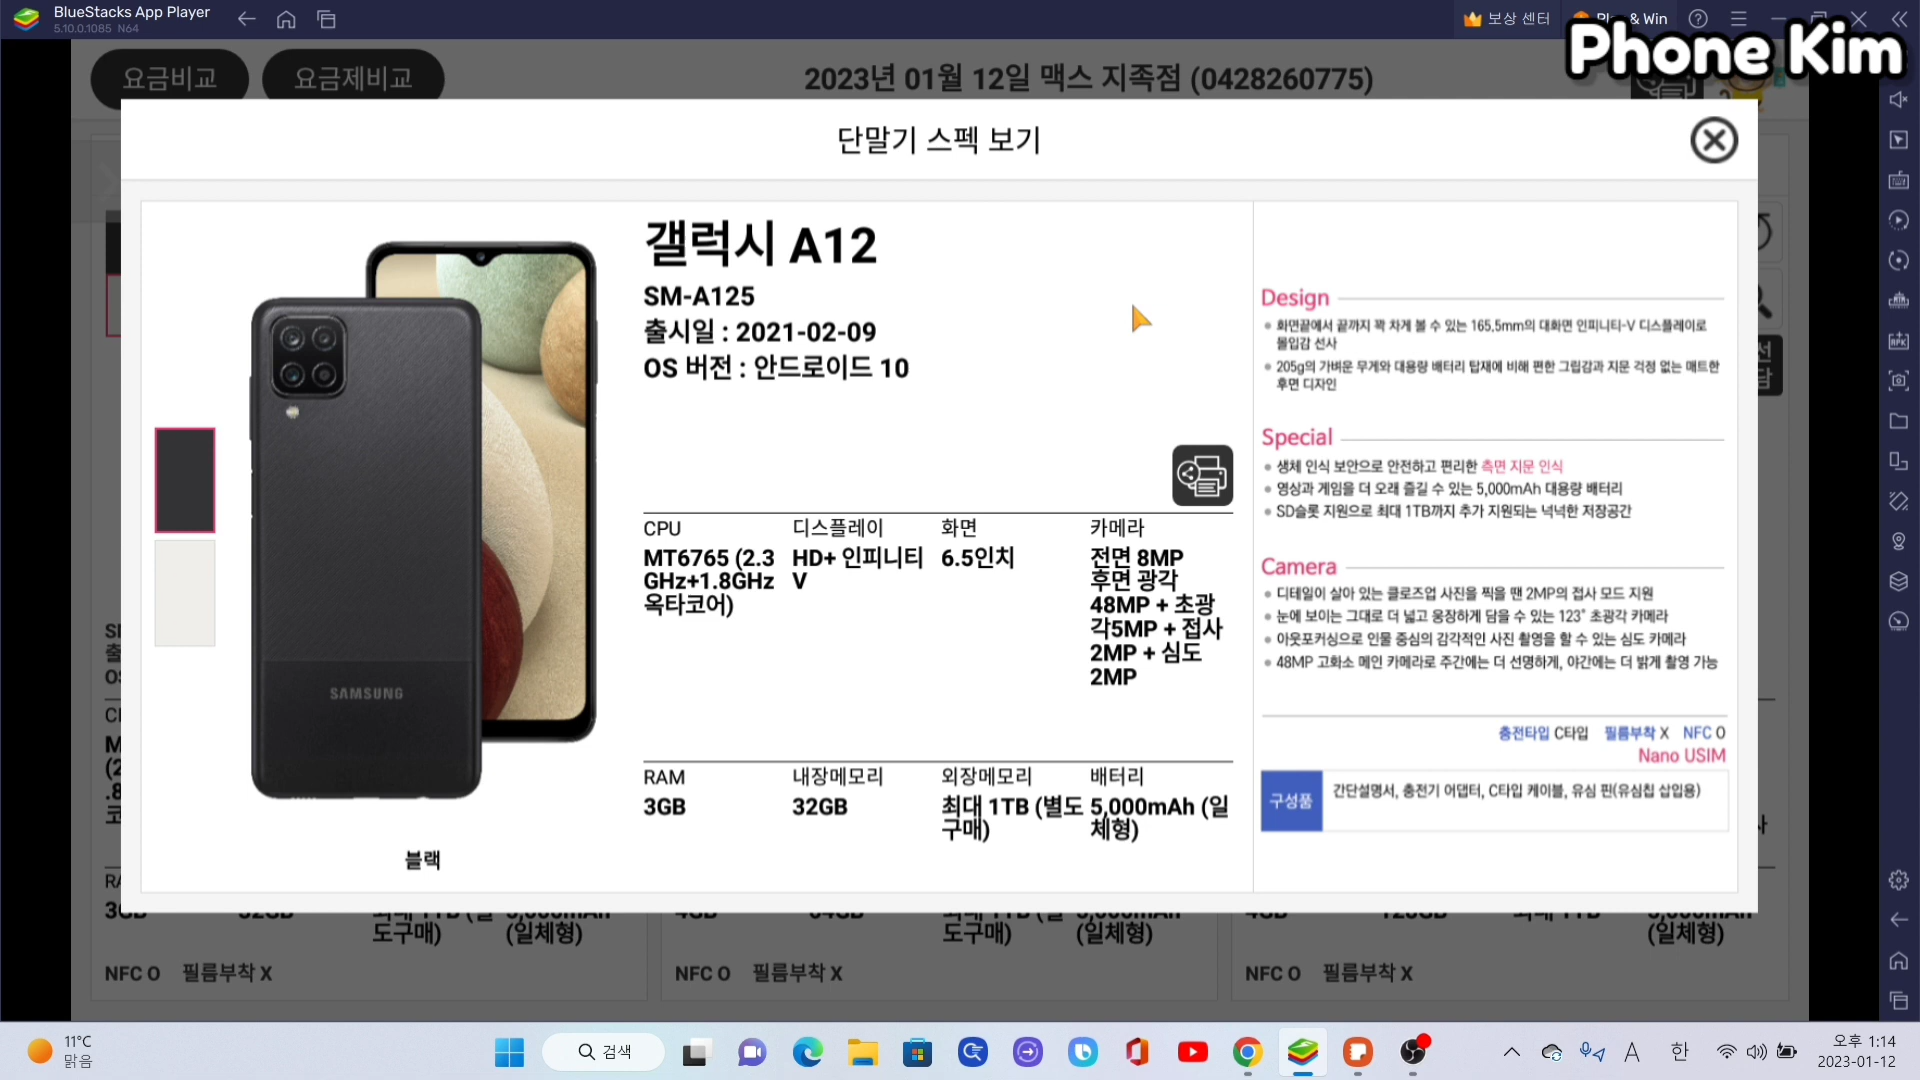 BlueStacks App Player
5.10.0.1085 N64
보상 센터
& Win
Phone Kim
요금비교
요금제비교
2023년 01월 12일 맥스 지족점 (0428260775)
단말기 스펙 보기
갤럭시 A12
SM-A125
출시일 : 2021-02-09
OS 버전 : 안드로이드 10
SAMSUNG
블랙
CPU
MT6765 (2.3
GHz+1.8GHz
옥타코어)
디스플레이
HD+ 인피니티
V
화면
6.5인치
카메라
전면 8MP
후면 광각
48MP + 초광
각5MP + 접사
2MP + 심도
2MP
RAM
3GB
내장메모리
32GB
외장메모리
최대 1TB (별도
구매)
배터리
5,000mAh (일
체형)
Design
화면끝에서 끝까지 꽉 차게 볼 수 있는 165.5mm의 대화면 인피니티-V 디스플레이로
몰입감 선사
205g의 가벼운 무게와 대용량 배터리 탑재에 비해 편한 그립감과 지문 걱정 없는 매트한
후면 디자인
Special
생체 인식 보안으로 안전하고 편리한 측면 지문 인식
영상과 게임을 더 오래 즐길 수 있는 5,000mAh 대용량 배터리
SD슬롯 지원으로 최대 1TB까지 추가 지원되는 넉넉한 저장공간
Camera
디테일이 살아 있는 클로즈업 사진을 찍을 땐 2MP의 접사 모드 지원
눈에 보이는 그대로 더 넓고 웅장하게 담을 수 있는 123˚ 초광각 카메라
아웃포커싱으로 인물 중심의 감각적인 사진 촬영을 할 수 있는 심도 카메라
48MP 고화소 메인 카메라로 주간에는 더 선명하게, 야간에는 더 밝게 촬영 가능
충전타입 C타입 필름부착 X NFC O
Nano USIM
구성품
간단설명서, 충전기 어댑터, C타입 케이블, 유심 핀(유심칩 삽입용)
도구매)
(일체형)
도구매)
(일체형)
(일체형)
NFC O 필름부착 X
NFC O 필름부착 X
NFC O 필름부착 X
11°C
맑음
검색
A
한
오후 1:14
2023-01-12